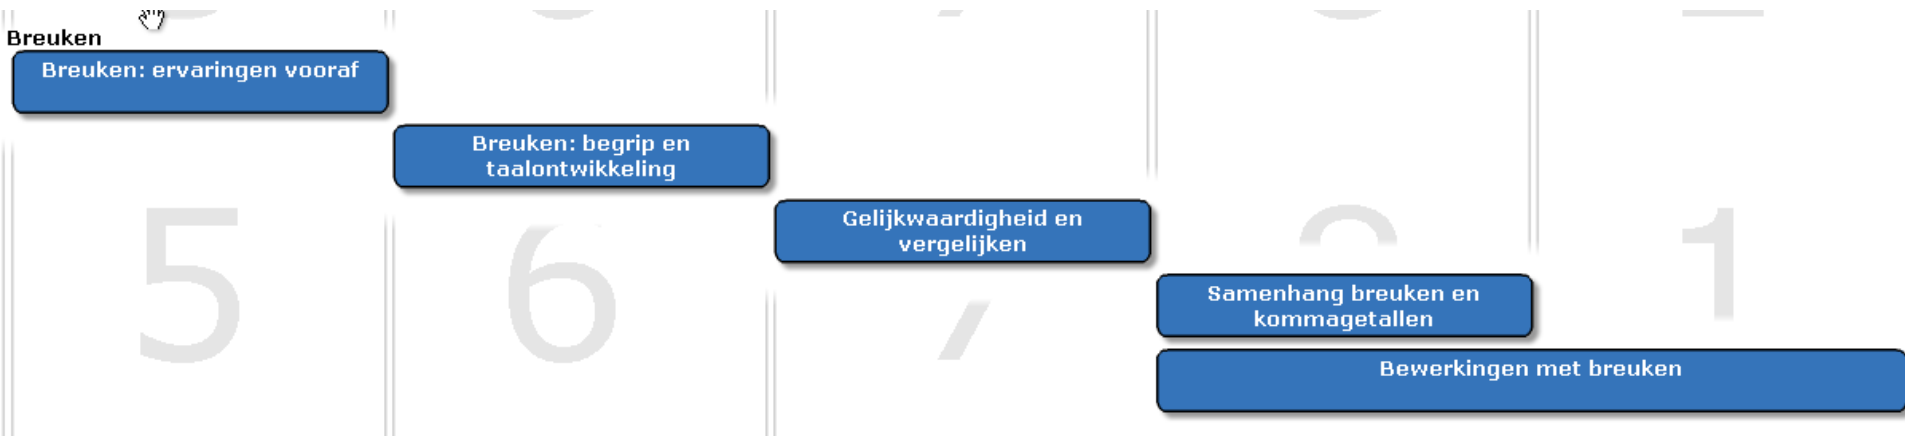 Breuken
Breuken: ervaringen vooraf
Breuken: begrip en
taalontwikkeling
Gelijkwaardigheid en
vergelijken
5
6
1
Samenhang breuken en
kommagetallen
Bewerkingen met breuken